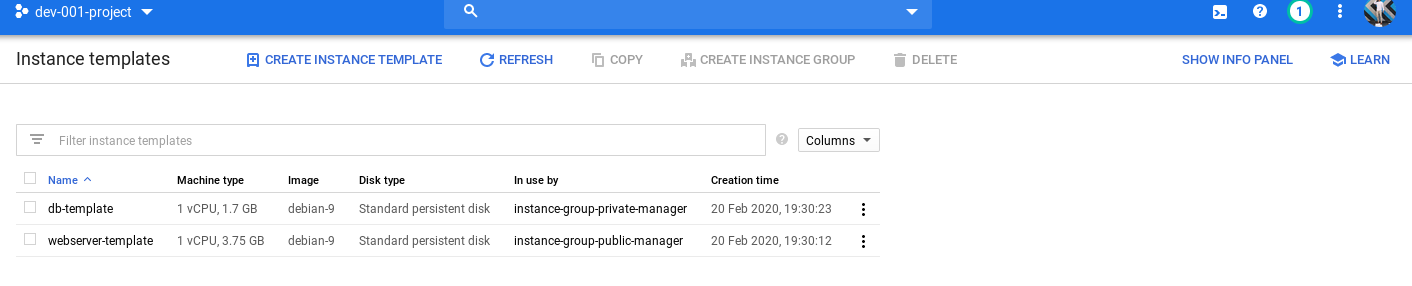 dev-001-project 1
Instance templates CREATE INSTANCE TEMPLATE REFRESH COPY CREATE INSTANCE GROUP DELETE SHOW INFO PANEL LEARN
Filter instance templates Columns
Name Machine type Image Disk type In use by Creation time
db-template 1 vCPU, 1.7 GB debian-9 Standard persistent disk instance-group-private-manager 20 Feb 2020, 19:30:23
webserver-template 1 vCPU, 3.75 GB debian-9 Standard persistent disk instance-group-public-manager 20 Feb 2020, 19:30:12